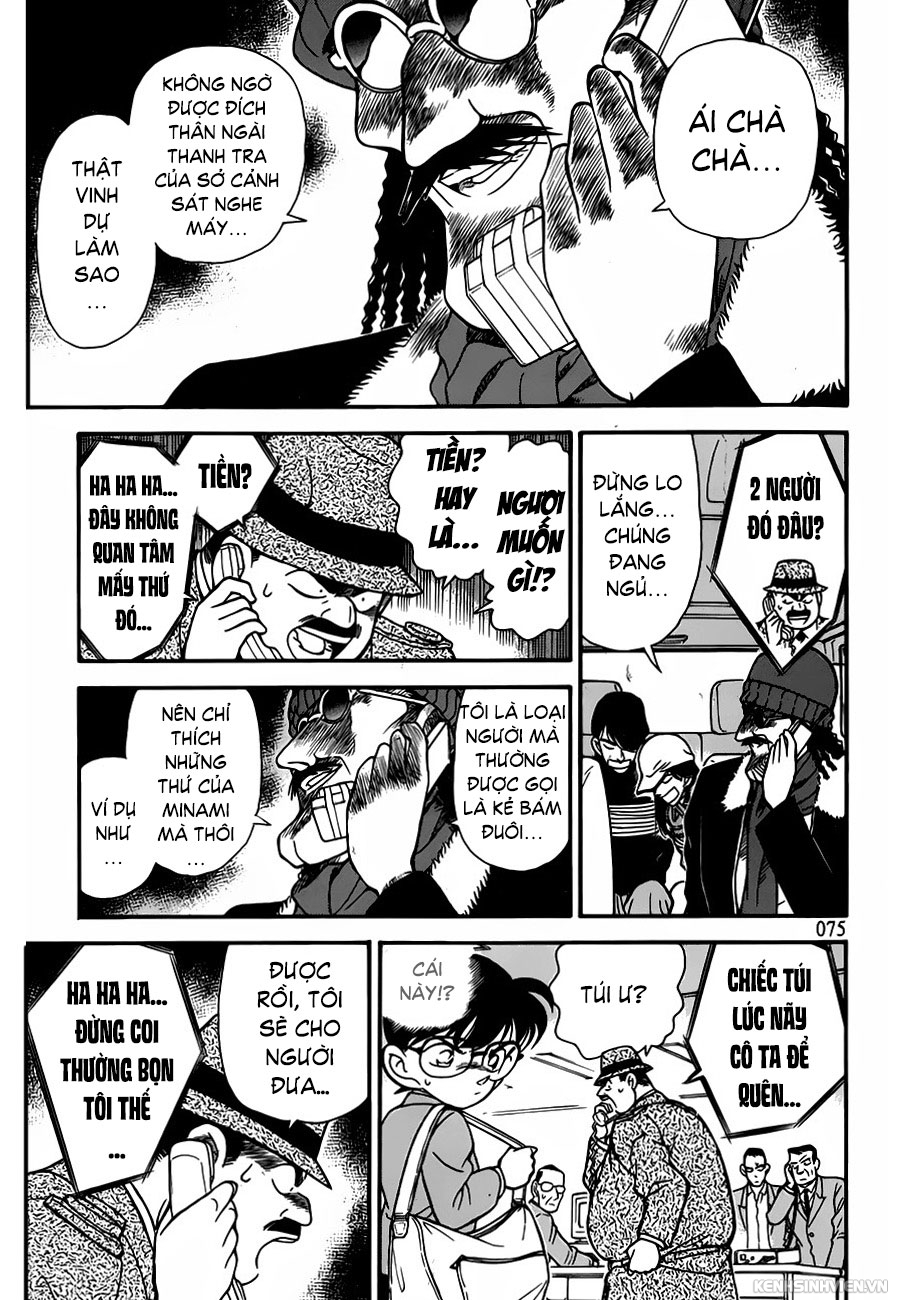 ÁI CHÀ
CHÀ...
KHÔNG NGỜ
ĐƯỢC ĐÍCH
THÂN NGÀI
THANH TRA
CỦA SỞ CẢNH
SÁT NGHE
MÁY...
THẬT
VINH
DỰ
LÀM
SAO
...
2 NGƯỜI
ĐÓ ĐÂU?
ĐỪNG LO
LẮNG...
CHÚNG
ĐANG
NGỦ...
NGƯƠI
MUỐN
GÌ!?
TIỀN?
HAY
LÀ...
TIỀN?
HA HA HA...
ĐÂY KHÔNG
QUAN TÂM
MẤY THỨ
ĐÓ...
TÔI LÀ LOẠI
NGƯỜI MÀ
THƯỜNG
ĐƯỢC GỌI
LÀ KẺ BÁM
ĐUÔI...
NÊN CHỈ
THÍCH
NHỮNG
THỨ CỦA
MINAMI
MÀ THÔI
...
VÍ DỤ
NHƯ
...
075
CHIẾC TÚI
LÚC NÃY
CÔ TA ĐỂ
QUÊN...
TÚI Ư?
CÁI
NÀY!?
ĐƯỢC
RỒI, TÔI
SẼ CHO
NGƯỜI
ĐƯA...
HA HA HA...
ĐỪNG COI
THƯỜNG BỌN
TÔI THẾ
...
KENHSINHVIEN.VN